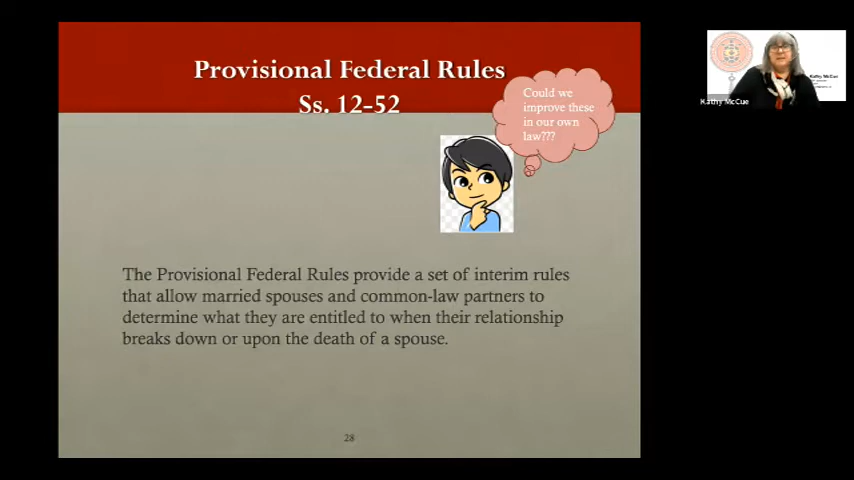 Provisional Federal Rules
Ss. 12-52
Could we
improve these
in our own
law???
The Provisional Federal Rules provide a set of interim rules
that allow married spouses and common-law partners to
determine what they are entitled to when their relationship
breaks down or upon the death of a spouse.
28
Kathy McCue
Kathy McCue